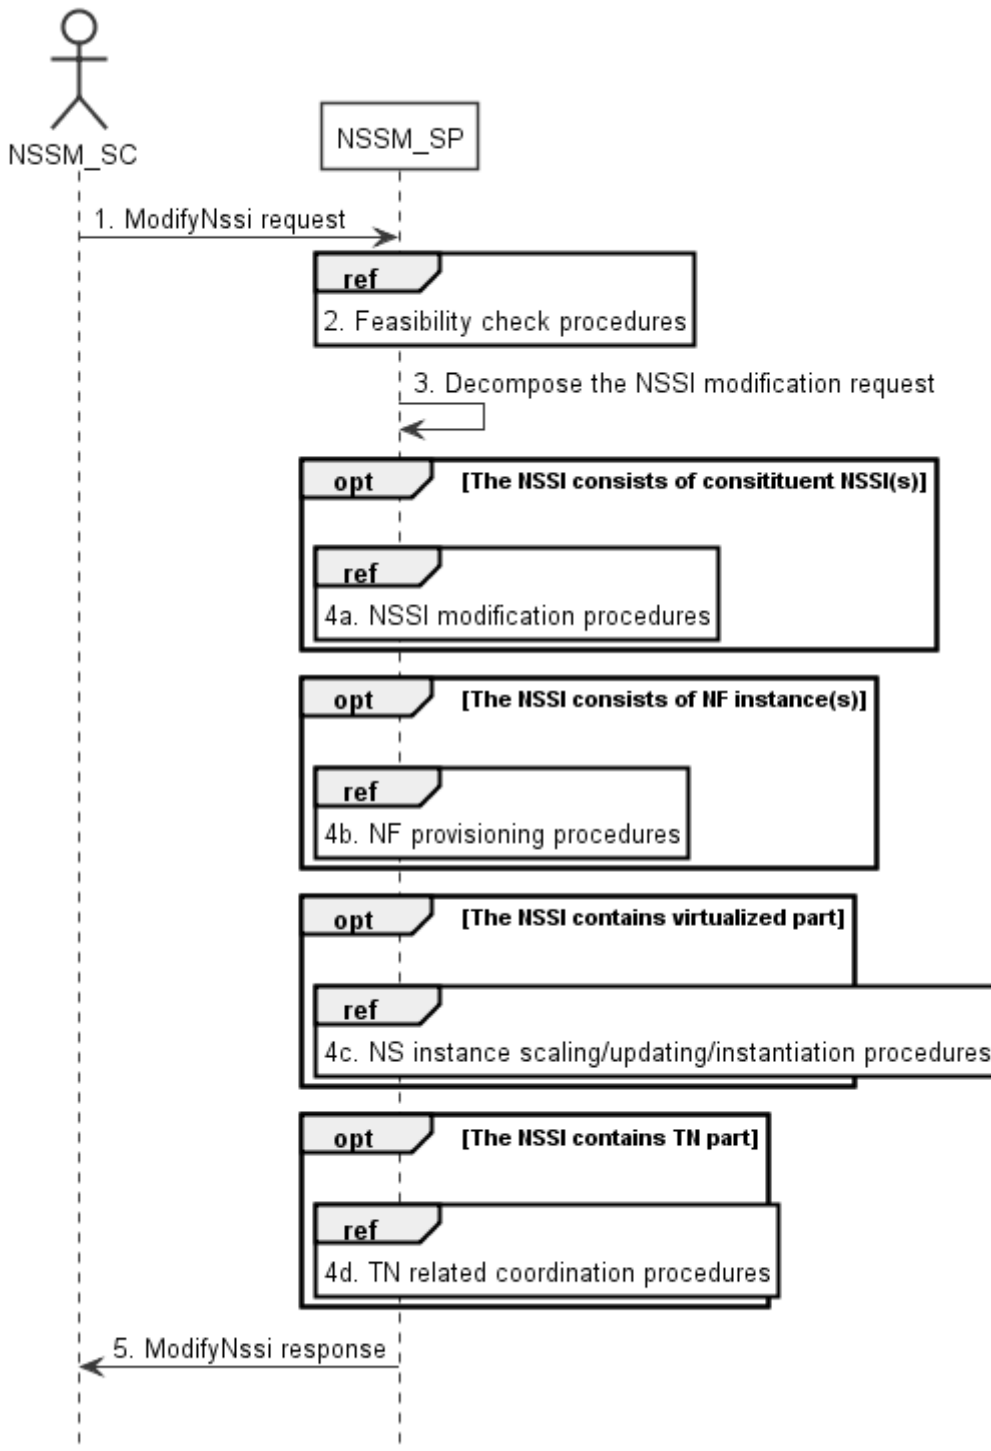 NSSM_SC
NSSM_SP
1. ModifyNssi request
ref
2. Feasibility check procedures
3. Decompose the NSSI modification request
opt [The NSSI consists of consitituent NSSI(s)]
ref
4a. NSSI modification procedures
opt [The NSSI consists of NF instance(s)]
ref
4b. NF provisioning procedures
opt [The NSSI contains virtualized part]
ref
4c. NS instance scaling/updating/instantiation procedures
opt [The NSSI contains TN part]
ref
4d. TN related coordination procedures
5. ModifyNssi response